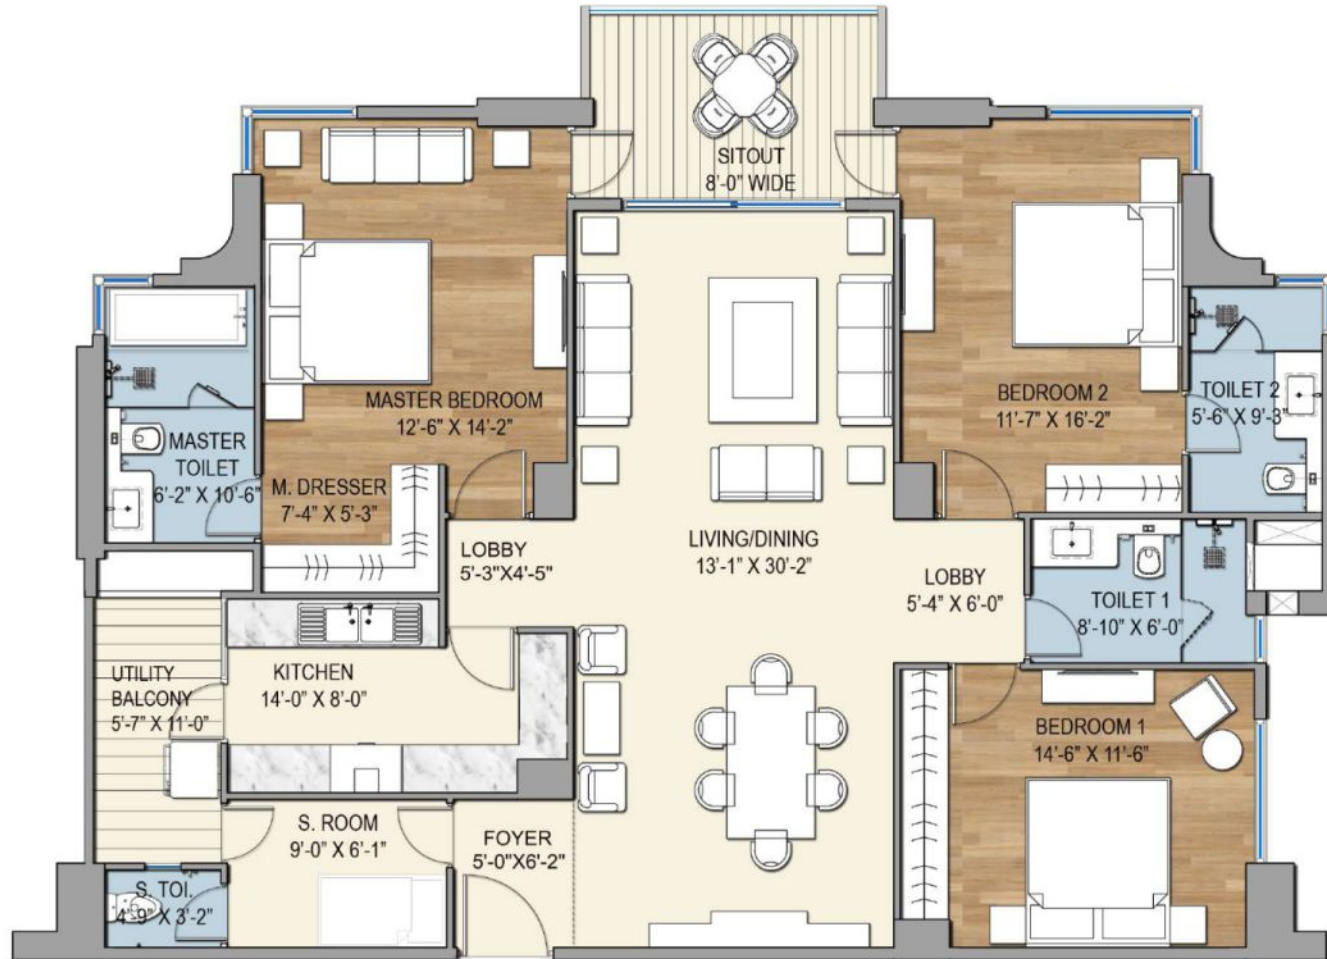 SITOUT
8'-0" WIDE
MASTER BEDROOM
12'-6" X 14'-2"
BEDROOM 2
11'-7" X 16'-2"
TOILET 2
5'-6" X 9'-3"
MASTER
TOILET
6'-2" X 10'-6"
M. DRESSER
7'-4" X 5'-3"
LOBBY
5'-3"X4'-5"
LIVING/DINING
13'-1" X 30'-2"
LOBBY
5'-4" X 6'-0"
TOILET 1
8'-10" X 6'-0"
UTILITY
BALCONY
5'-7" X 11'-0"
KITCHEN
14'-0" X 8'-0"
BEDROOM 1
14'-6" X 11'-6"
S. ROOM
9'-0" X 6'-1"
FOYER
5'-0"X6'-2"
S. TOI.
4'-9" X 3'-2"